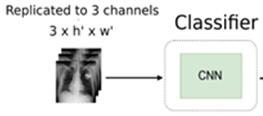 Replicated to 3 channels
3 x h' x w'
Classifier
CNN